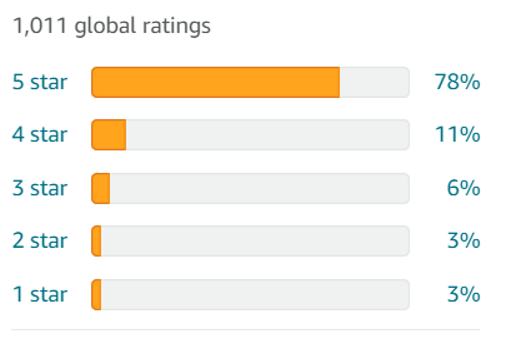 1,011 global ratings
5 star 78%
4 star 11%
3 star 6%
2 star 3%
1 star 3%